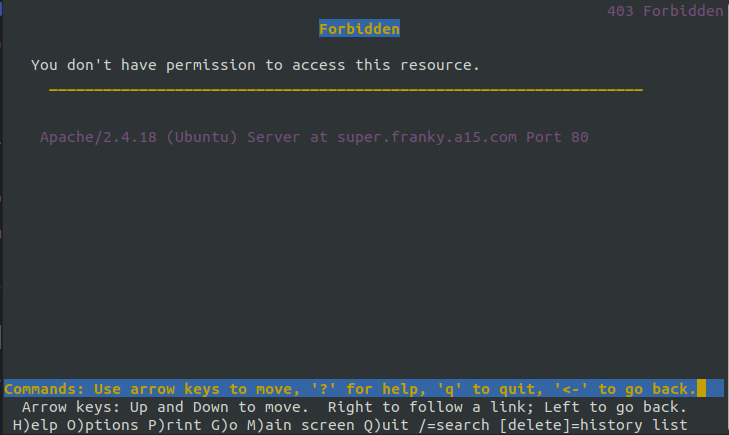 403 Forbidden
Forbidden
You don't have permission to access this resource.
Apache/2.4.18 (Ubuntu) Server at super.franky.a15.com Port 80
Commands: Use arrow keys to move, '?' for help, 'q' to quit, '<-' to go back.
Arrow keys: Up and Down to move. Right to follow a link; Left to go back.
H)elp O)ptions P)rint G)o M)ain screen Q)uit /=search [delete]=history list